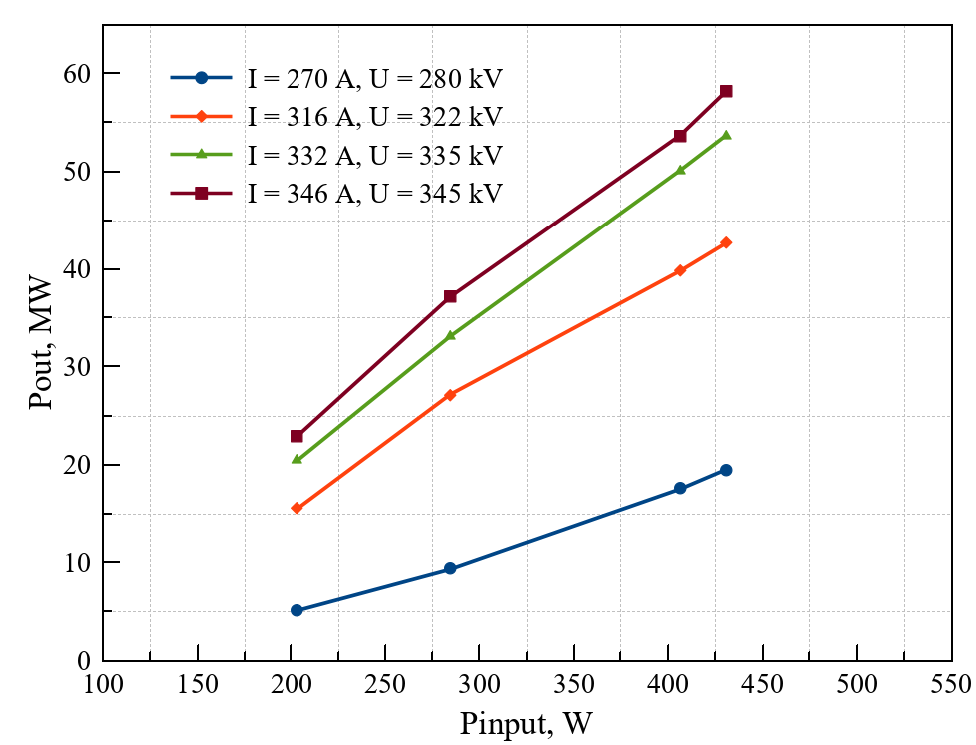 60
50
40
30
20
10
0
I = 270 A, U = 280 kV
I = 316 A, U = 322 kV
I = 332 A, U = 335 kV
I = 346 A, U = 345 kV
Pout, MW
100 150 200 250 300 350 400 450 500 550
Pinput, W